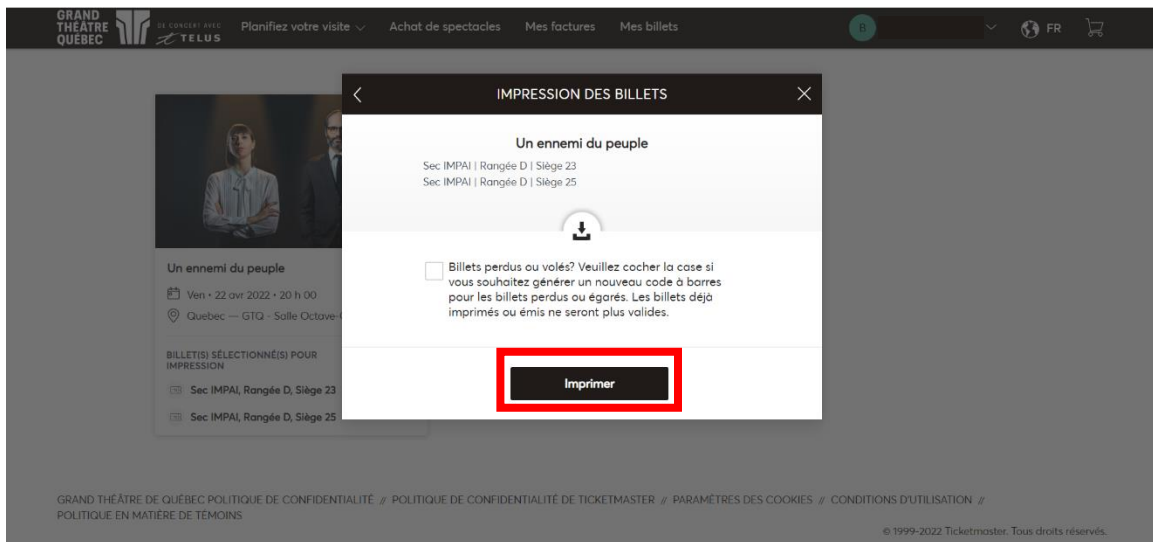 GRAND
THÉÂTRE
QUÉBEC
DE CONCERT AVEC
TELUS
Planifiez votre visite
Achat de spectacles
Mes factures
Mes billets
B
FR
IMPRESSION DES BILLETS
Un ennemi du peuple
Sec IMPAI | Rangée D | Siège 23
Sec IMPAI | Rangée D | Siège 25
Billets perdus ou volés? Veuillez cocher la case si
vous souhaitez générer un nouveau code à barres
pour les billets perdus ou égarés. Les billets déjà
imprimés ou émis ne seront plus valides.
Imprimer
Un ennemi du peuple
Ven • 22 avr 2022 • 20 h 00
Quebec — GTQ - Salle Octave-
BILLET(S) SÉLECTIONNÉ(S) POUR
IMPRESSION
Sec IMPAI, Rangée D, Siège 23
Sec IMPAI, Rangée D, Siège 25
GRAND THÉÂTRE DE QUÉBEC POLITIQUE DE CONFIDENTIALITÉ // POLITIQUE DE CONFIDENTIALITÉ DE TICKETMASTER // PARAMÈTRES DES COOKIES // CONDITIONS D'UTILISATION //
POLITIQUE EN MATIÈRE DE TÉMOINS
© 1999-2022 Ticketmaster. Tous droits réservés.